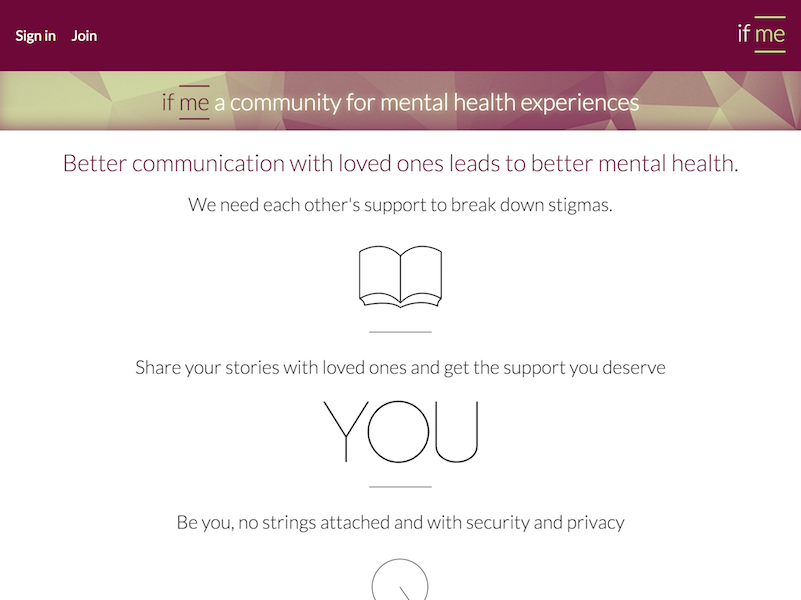 Sign in Join
if me
if me a community for mental health experiences
Better communication with loved ones leads to better mental health.
We need each other's support to break down stigmas.
Share your stories with loved ones and get the support you deserve
YOU
Be you, no strings attached and with security and privacy